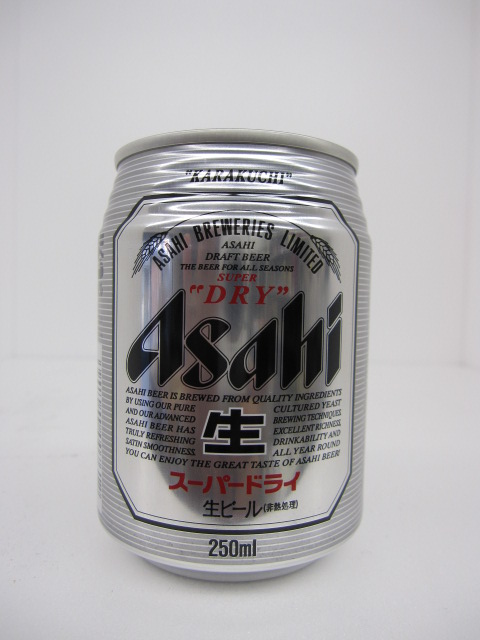 "KARAKUCHI"
ASAHI BREWERIES LIMITED
ASAHI
DRAFT BEER
THE BEER FOR ALL SEASONS
SUPER
"DRY"
Asahi
ASAHI BEER IS BREWED FROM QUALITY INGREDIENTS
BY USING OUR PURE CULTURED YEAST
AND OUR ADVANCED BREWING TECHNIQUES.
ASAHI BEER HAS EXCELLENT RICHNESS,
TRULY REFRESHING DRINKABILITY AND
SATIN SMOOTHNESS. ALL YEAR ROUND
YOU CAN ENJOY THE GREAT TASTE OF ASAHI BEER!
生
スーパードライ
生ビール(非熱処理)
250ml